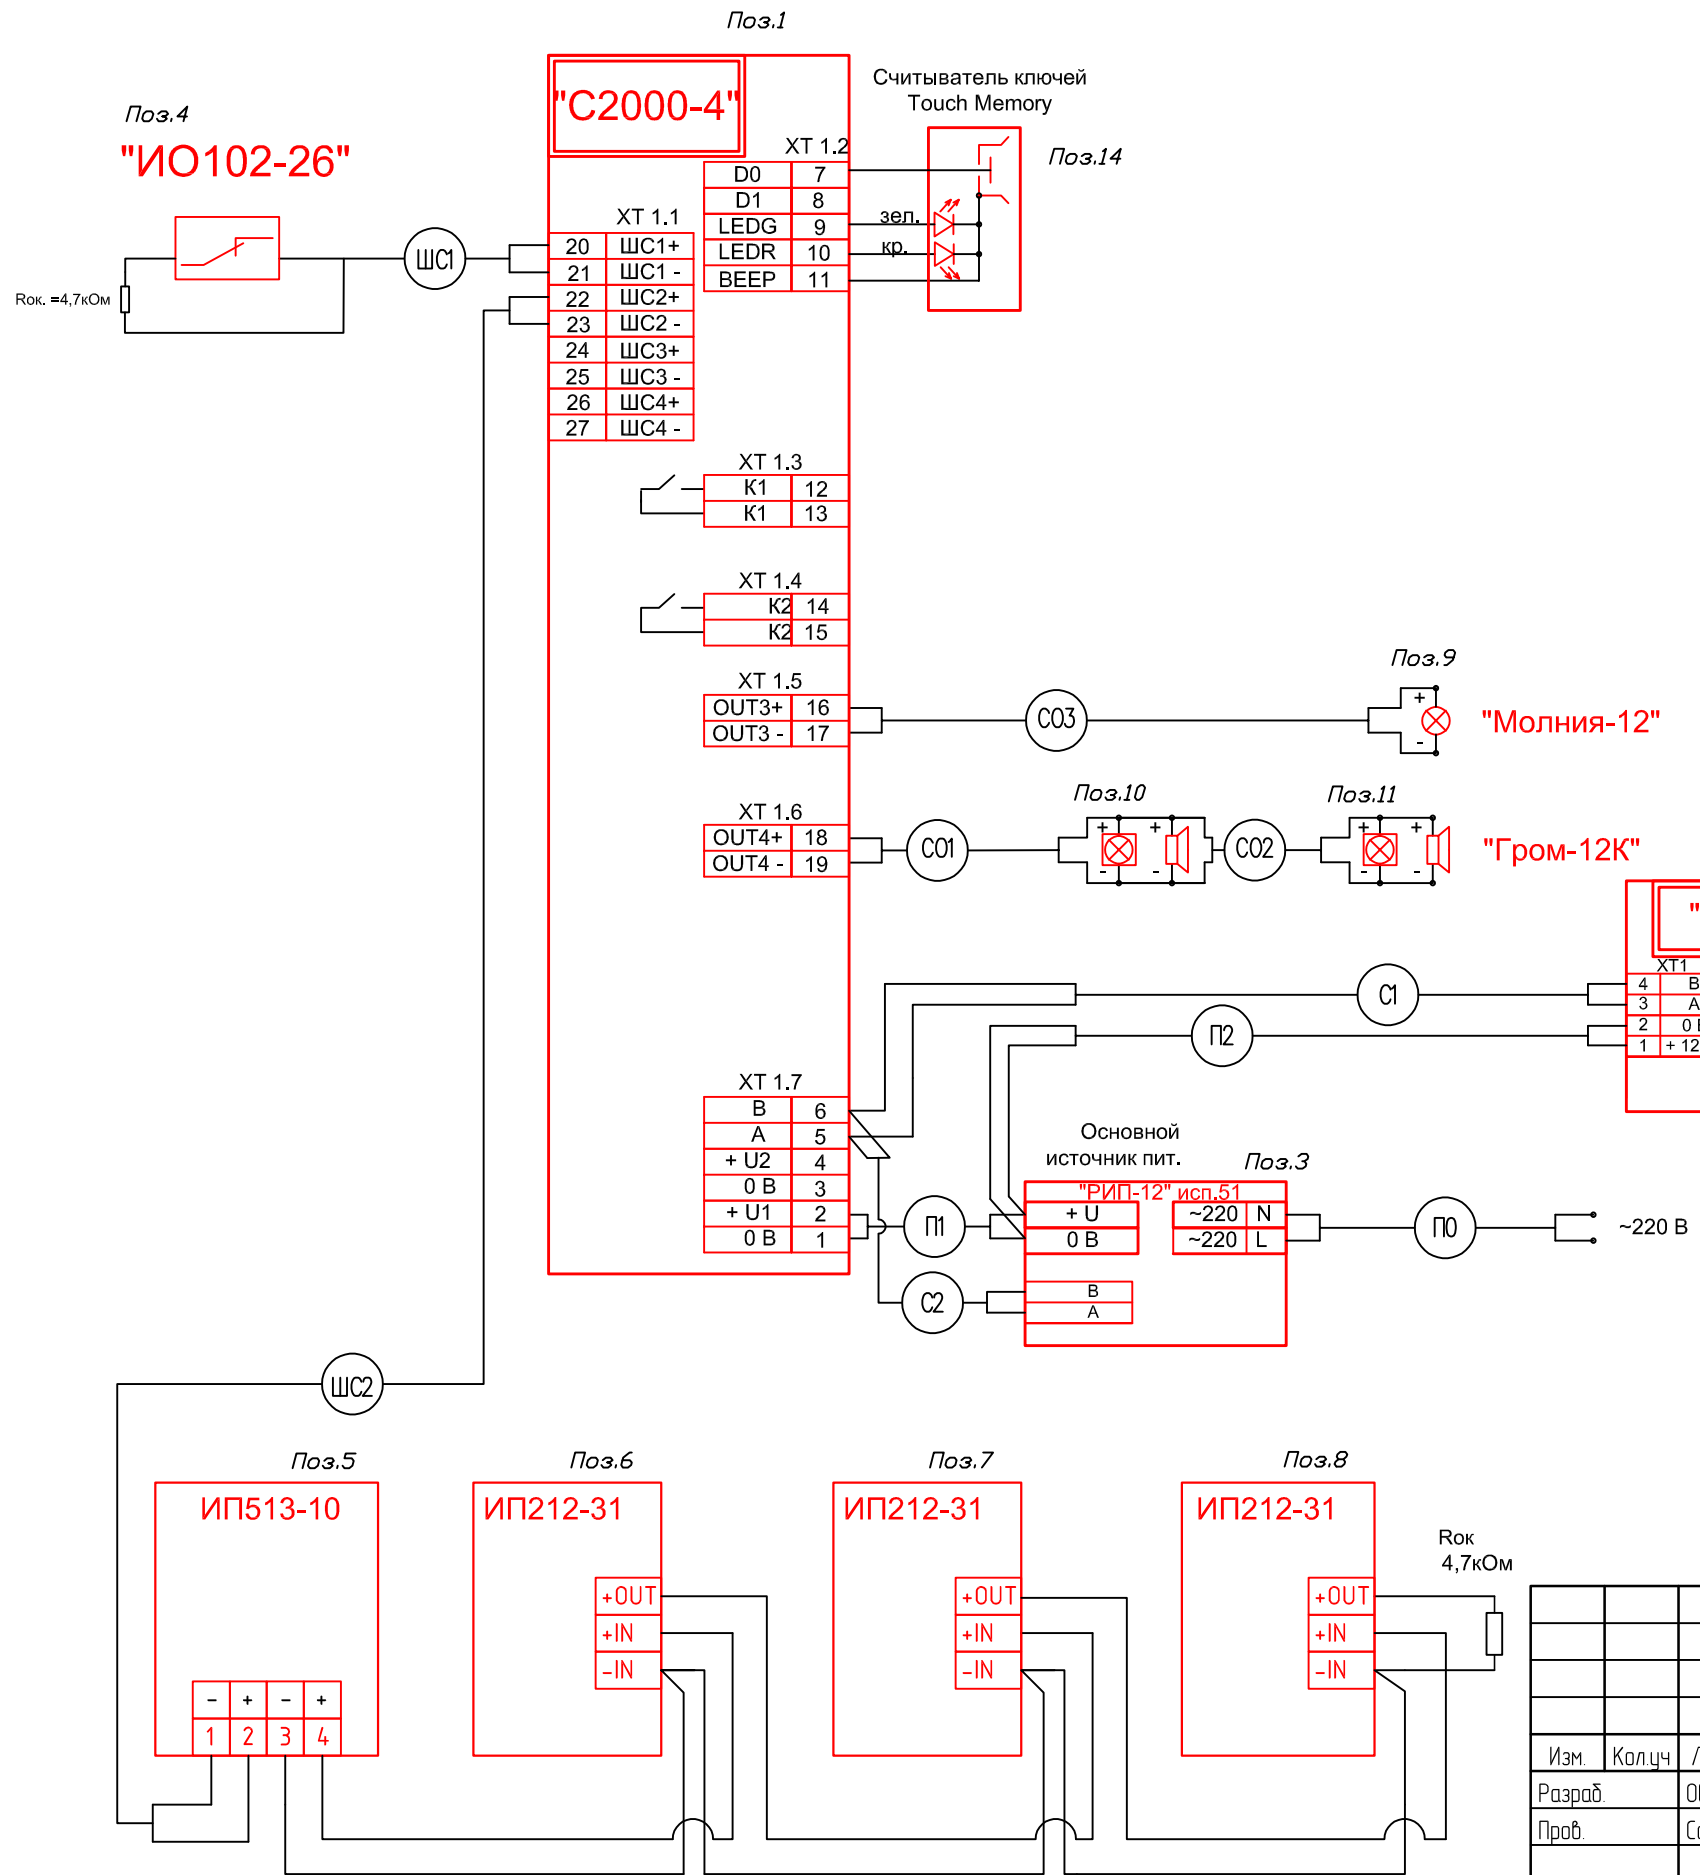 Поз.1
"С2000-4"
Считыватель ключей
Touch Memory
Поз.14
Поз.4
"ИО102-26"
Rок. =4,7кОм
ШС1
ХТ 1.2
D0 7
D1 8
LEDG 9
LEDR 10
BEEP 11
зел.
кр.
ХТ 1.1
20 ШС1+
21 ШС1 -
22 ШС2+
23 ШС2 -
24 ШС3+
25 ШС3 -
26 ШС4+
27 ШС4 -
ХТ 1.3
К1 12
К1 13
ХТ 1.4
К2 14
К2 15
ХТ 1.5
OUT3+ 16
OUT3 - 17
СО3
Поз.9
+
-
"Молния-12"
ХТ 1.6
OUT4+ 18
OUT4 - 19
СО1
Поз.10
+ +
- -
СО2
Поз.11
+ +
- -
"Гром-12К"
"
ХТ1
4 В
3 А
2 0
1 + 12
С1
П2
ХТ 1.7
В 6
А 5
+ U2 4
0 В 3
+ U1 2
0 В 1
П1
С2
Основной
источник пит.
Поз.3
"РИП-12" исп.51
+ U ~220 N
0 В ~220 L
В
А
П0
~220 В
ШС2
Поз.5
ИП513-10
- + - +
1 2 3 4
Поз.6
ИП212-31
+OUT
+IN
-IN
Поз.7
ИП212-31
+OUT
+IN
-IN
Поз.8
ИП212-31
+OUT
+IN
-IN
Rок
4,7кОм
Изм. Кол.уч
Разраб.
Пров.